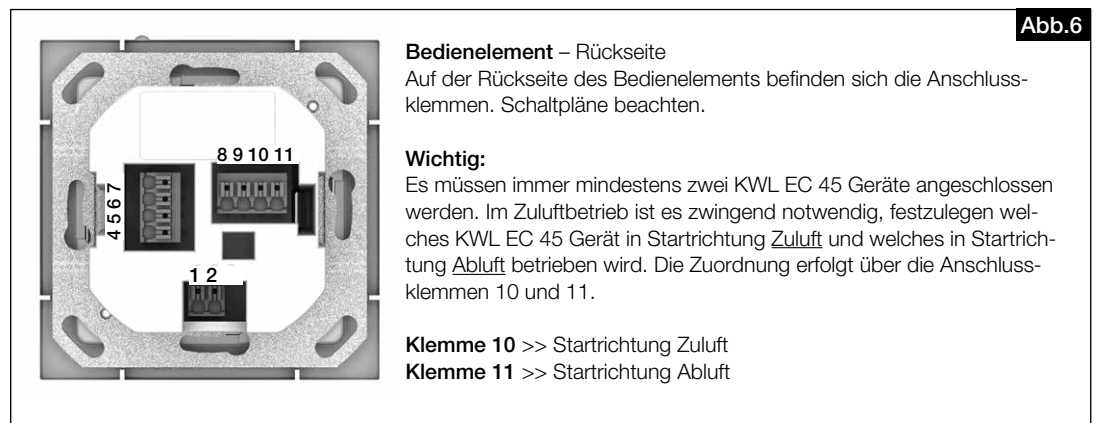 Abb.6
Bedienelement – Rückseite
Auf der Rückseite des Bedienelements befinden sich die Anschluss-
klemmen. Schaltpläne beachten.
Wichtig:
Es müssen immer mindestens zwei KWL EC 45 Geräte angeschlossen
werden. Im Zuluftbetrieb ist es zwingend notwendig, festzulegen wel-
ches KWL EC 45 Gerät in Startrichtung Zuluft und welches in Startrich-
tung Abluft betrieben wird. Die Zuordnung erfolgt über die Anschluss-
klemmen 10 und 11.
Klemme 10 >> Startrichtung Zuluft
Klemme 11 >> Startrichtung Abluft
8 9 10 11
4 5 6 7
1 2